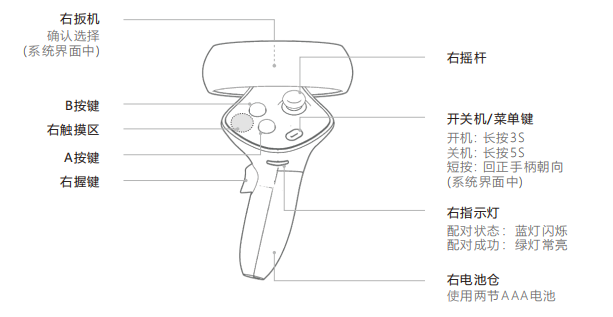 右扳机
确认选择
(系统界面中)
B按键
右触摸区
A按键
右握键
右摇杆
开关机/菜单键
开机: 长按3S
关机: 长按5S
短按: 回正手柄朝向
(系统界面中)
右指示灯
配对状态: 蓝灯闪烁
配对成功: 绿灯常亮
右电池仓
使用两节AAA电池